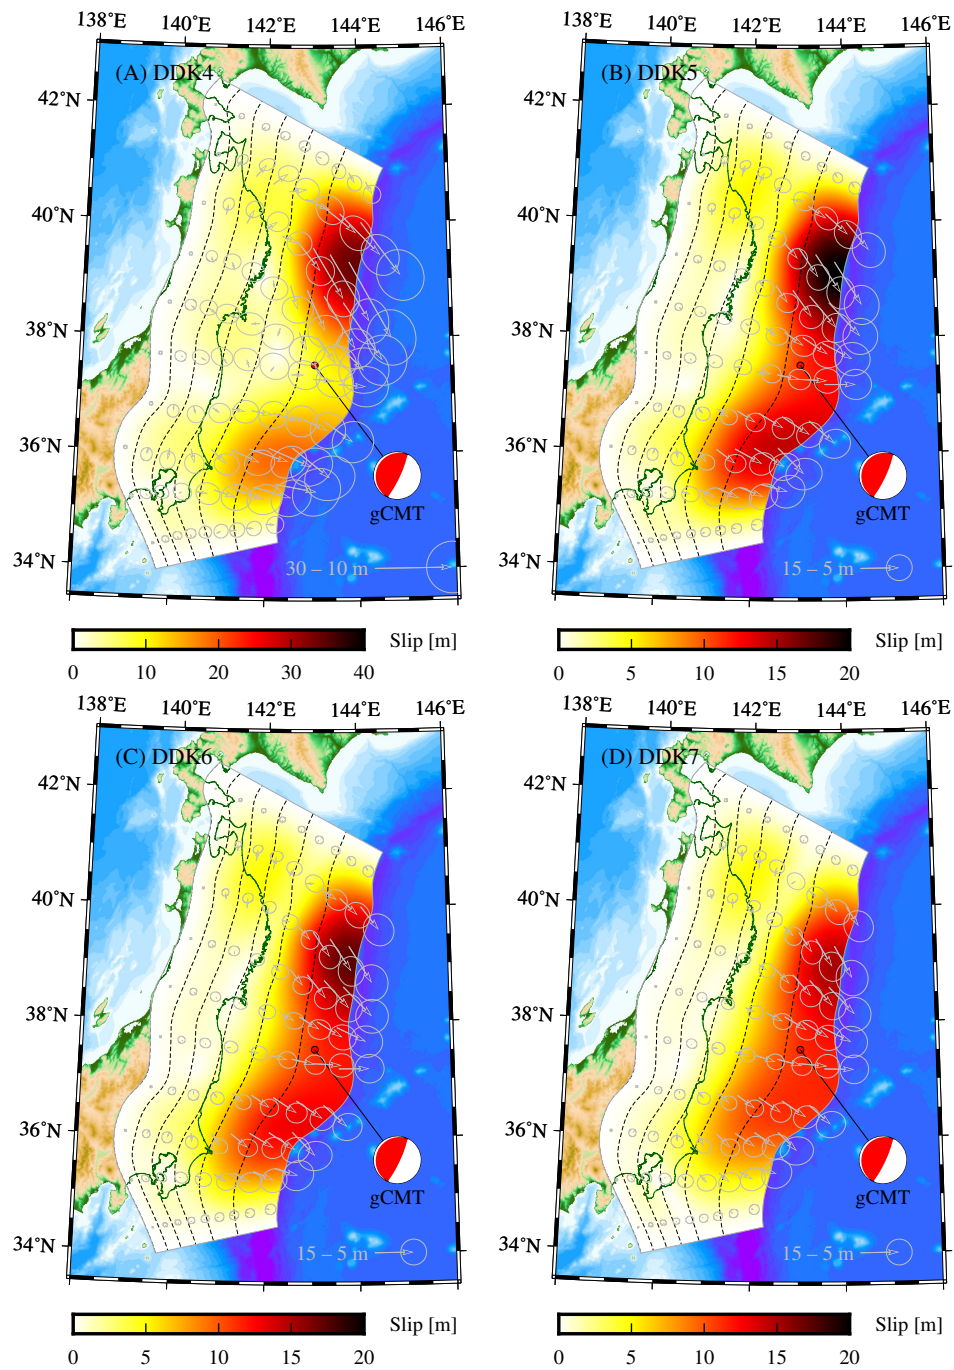 138°E 140°E 142°E 144°E 146°E
138°E 140°E 142°E 144°E 146°E
(A) DDK4
(B) DDK5
42°N
42°N
40°N
40°N
38°N
38°N
36°N
36°N
gCMT
gCMT
34°N
30 – 10 m
34°N
15 – 5 m
Slip [m]
Slip [m]
0 10 20 30 40
0 5 10 15 20
138°E 140°E 142°E 144°E 146°E
138°E 140°E 142°E 144°E 146°E
(C) DDK6
(D) DDK7
42°N
42°N
40°N
40°N
38°N
38°N
36°N
36°N
gCMT
gCMT
34°N
15 – 5 m
34°N
15 – 5 m
Slip [m]
Slip [m]
0 5 10 15 20
0 5 10 15 20